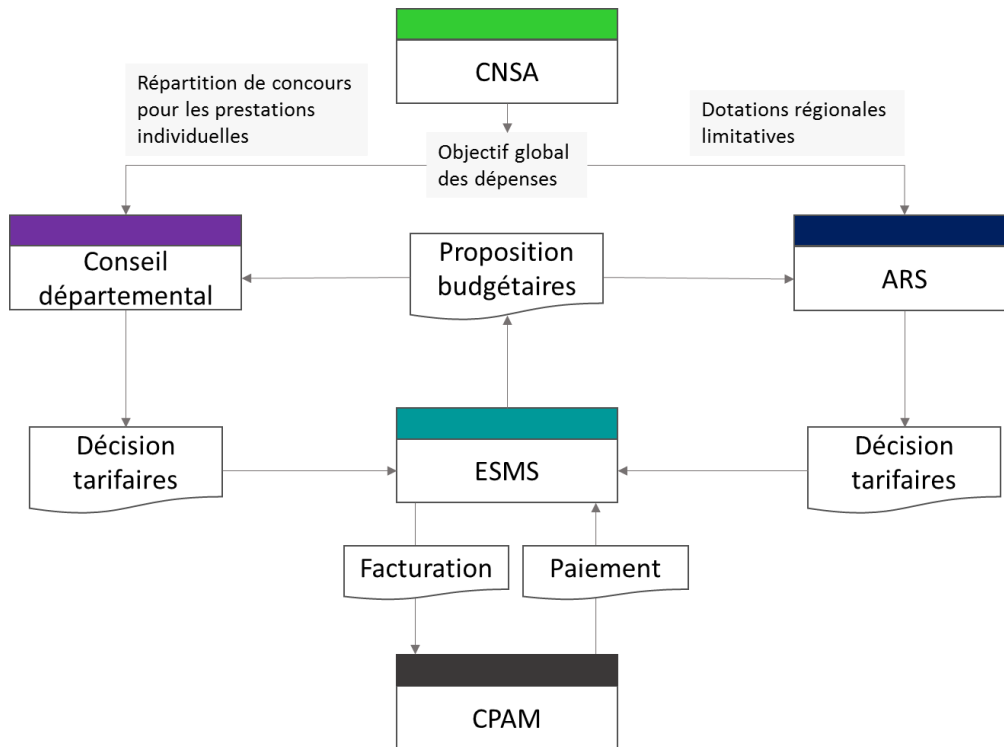 CNSA
Répartition de concours
pour les prestations
individuelles
Dotations régionales
limitatives
Objectif global
des dépenses
Conseil
départemental
Proposition
budgétaires
ARS
Décision
tarifaires
ESMS
Décision
tarifaires
Facturation
Paiement
CPAM